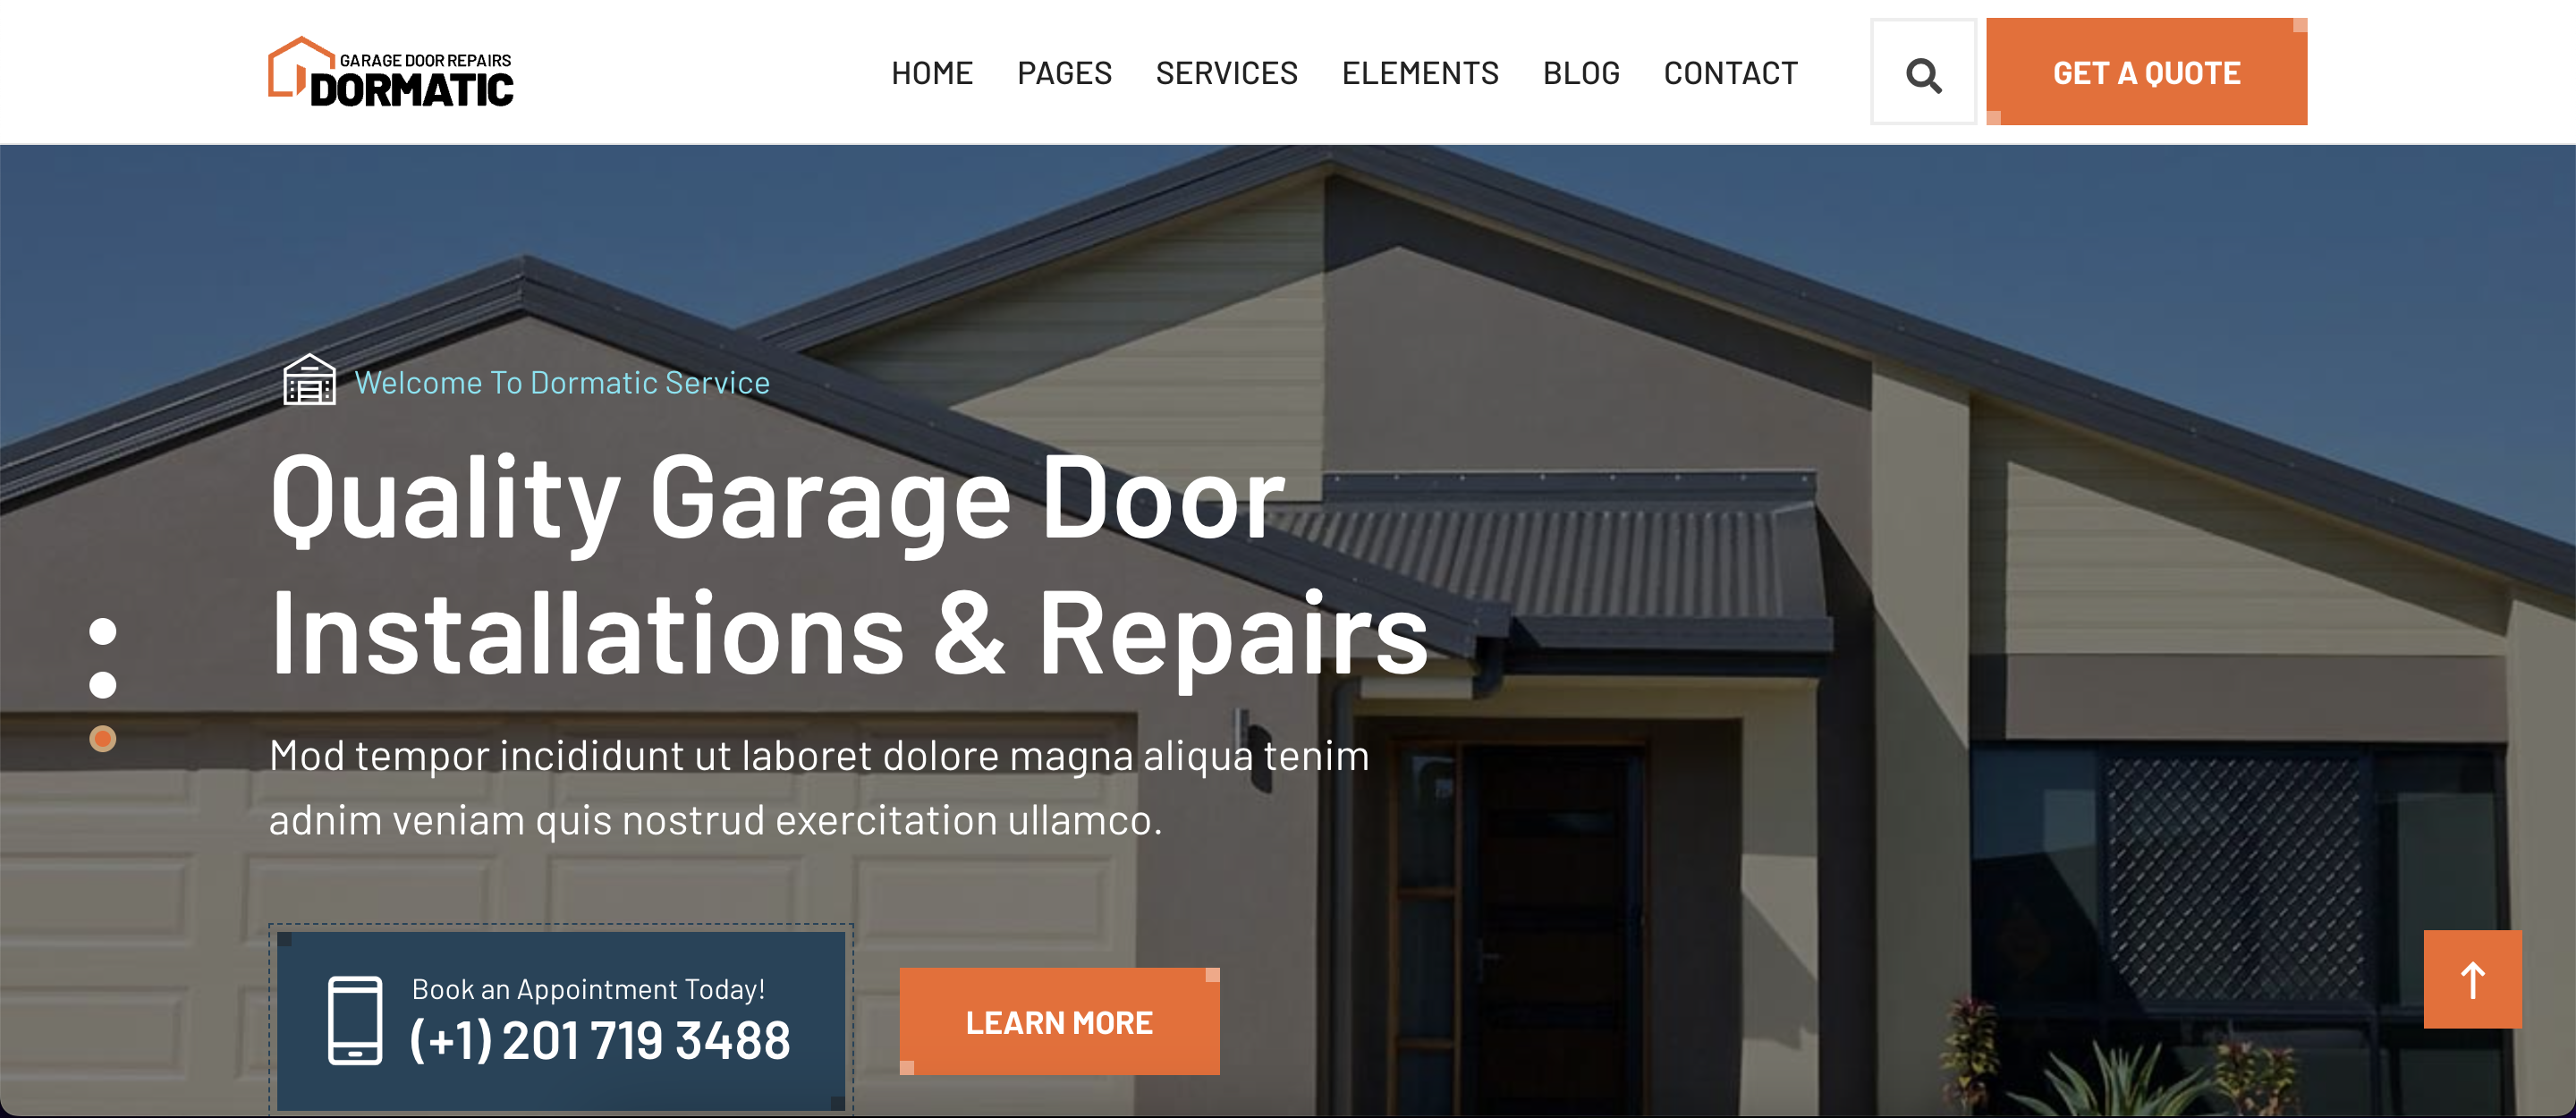 GARAGE DOOR REPAIRS
DORMATIC
HOME PAGES SERVICES ELEMENTS BLOG CONTACT
GET A QUOTE
Welcome To Dormatic Service
Quality Garage Door
Installations & Repairs
Mod tempor incididunt ut laboret dolore magna aliqua tenim
adnim veniam quis nostrud exercitation ullamco.
Book an Appointment Today!
(+1) 201 719 3488
LEARN MORE